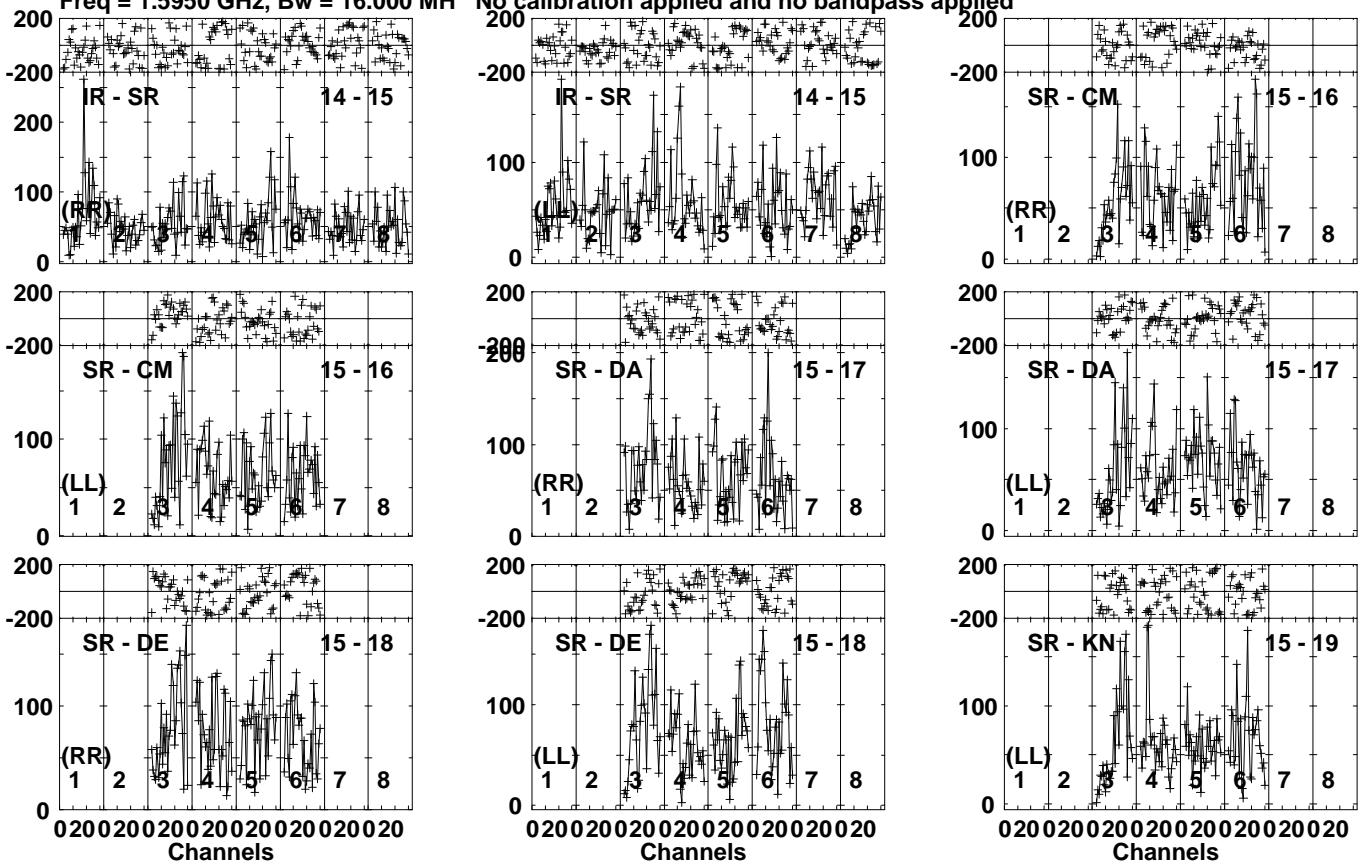 Freq = 1.5950 GHz, Bw = 16.000 MH No calibration applied and no bandpass applied
200 200 200
-200 -200 -200
IR - SR 14 - 15 IR - SR 14 - 15 SR - CM 15 - 16
200
100 100 100
(RR) (LL) (RR)
1 2 3 4 5 6 7 8 1 2 3 4 5 6 7 8 1 2 3 4 5 6 7 8
0 0 0
200 200 200
-200 -200 -200
200
SR - CM 15 - 16 SR - DA 15 - 17 SR - DA 15 - 17
100 100 100
(LL) (RR) (LL)
1 2 3 4 5 6 7 8 1 2 3 4 5 6 7 8 1 2 3 4 5 6 7 8
0 0 0
200 200 200
-200 -200 -200
SR - DE 15 - 18 SR - DE 15 - 18 SR - KN 15 - 19
100 100 100
(RR) (LL) (LL)
1 2 3 4 5 6 7 8 1 2 3 4 5 6 7 8 1 2 3 4 5 6 7 8
0 0 0
0 20 0 20 0 20 0 20 0 20 0 20 0 20 0 20 0 20 0 20 0 20 0 20 0 20 0 20 0 20 0 20 0 20 0 20 0 20 0 20 0 20 0 20 0 20 0 20
Channels Channels Channels